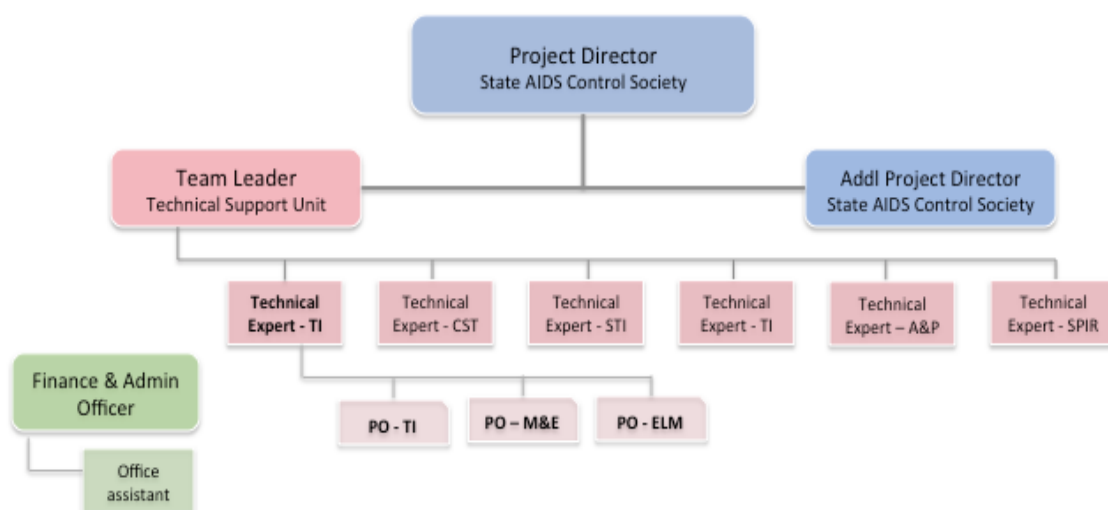 Project Director
State AIDS Control Society
Team Leader
Technical Support Unit
Addl Project Director
State AIDS Control Society
Technical
Expert - TI
Technical
Expert - CST
Technical
Expert - STI
Technical
Expert - TI
Technical
Expert – A&P
Technical
Expert - SPIR
Finance & Admin
Officer
PO - TI
PO – M&E
PO - ELM
Office
assistant